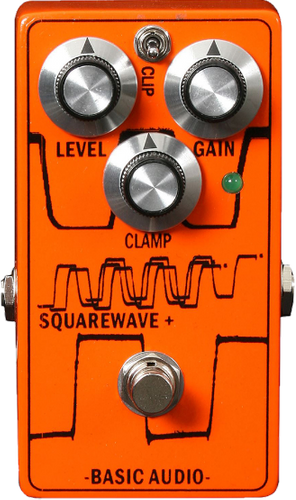 CLIP
LEVEL
GAIN
CLAMP
SQUAREWAVE +
-BASIC AUDIO-